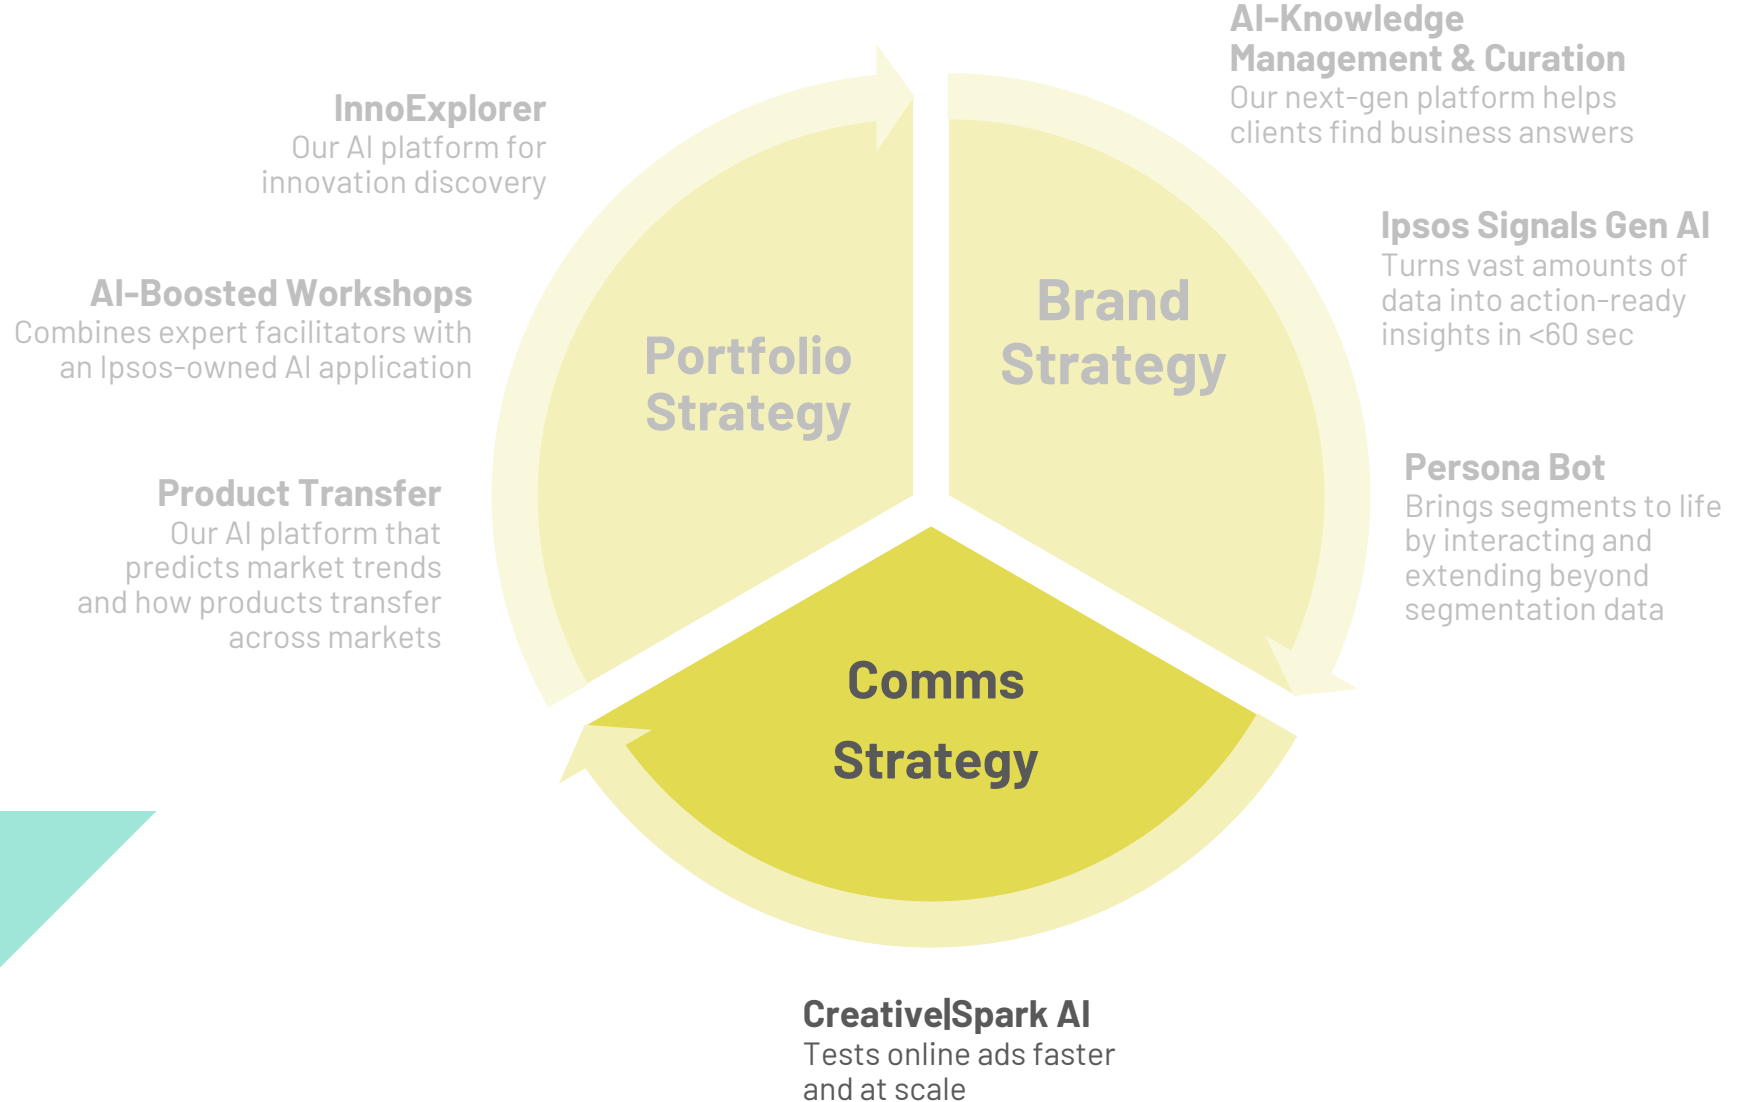 AI-Knowledge
Management & Curation
Our next-gen platform helps
clients find business answers
InnoExplorer
Our AI platform for
innovation discovery
Ipsos Signals Gen AI
Turns vast amounts of
data into action-ready
insights in <60 sec
AI-Boosted Workshops
Combines expert facilitators with
an Ipsos-owned AI application
Brand
Strategy
Portfolio
Strategy
Persona Bot
Brings segments to life
by interacting and
extending beyond
segmentation data
Product Transfer
Our AI platform that
predicts market trends
and how products transfer
across markets
Comms
Strategy
Creative|Spark AI
Tests online ads faster
and at scale